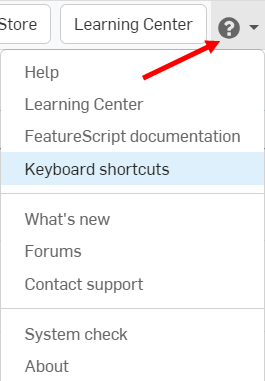 Store
Learning Center
Help
Learning Center
FeatureScript documentation
Keyboard shortcuts
What's new
Forums
Contact support
System check
About